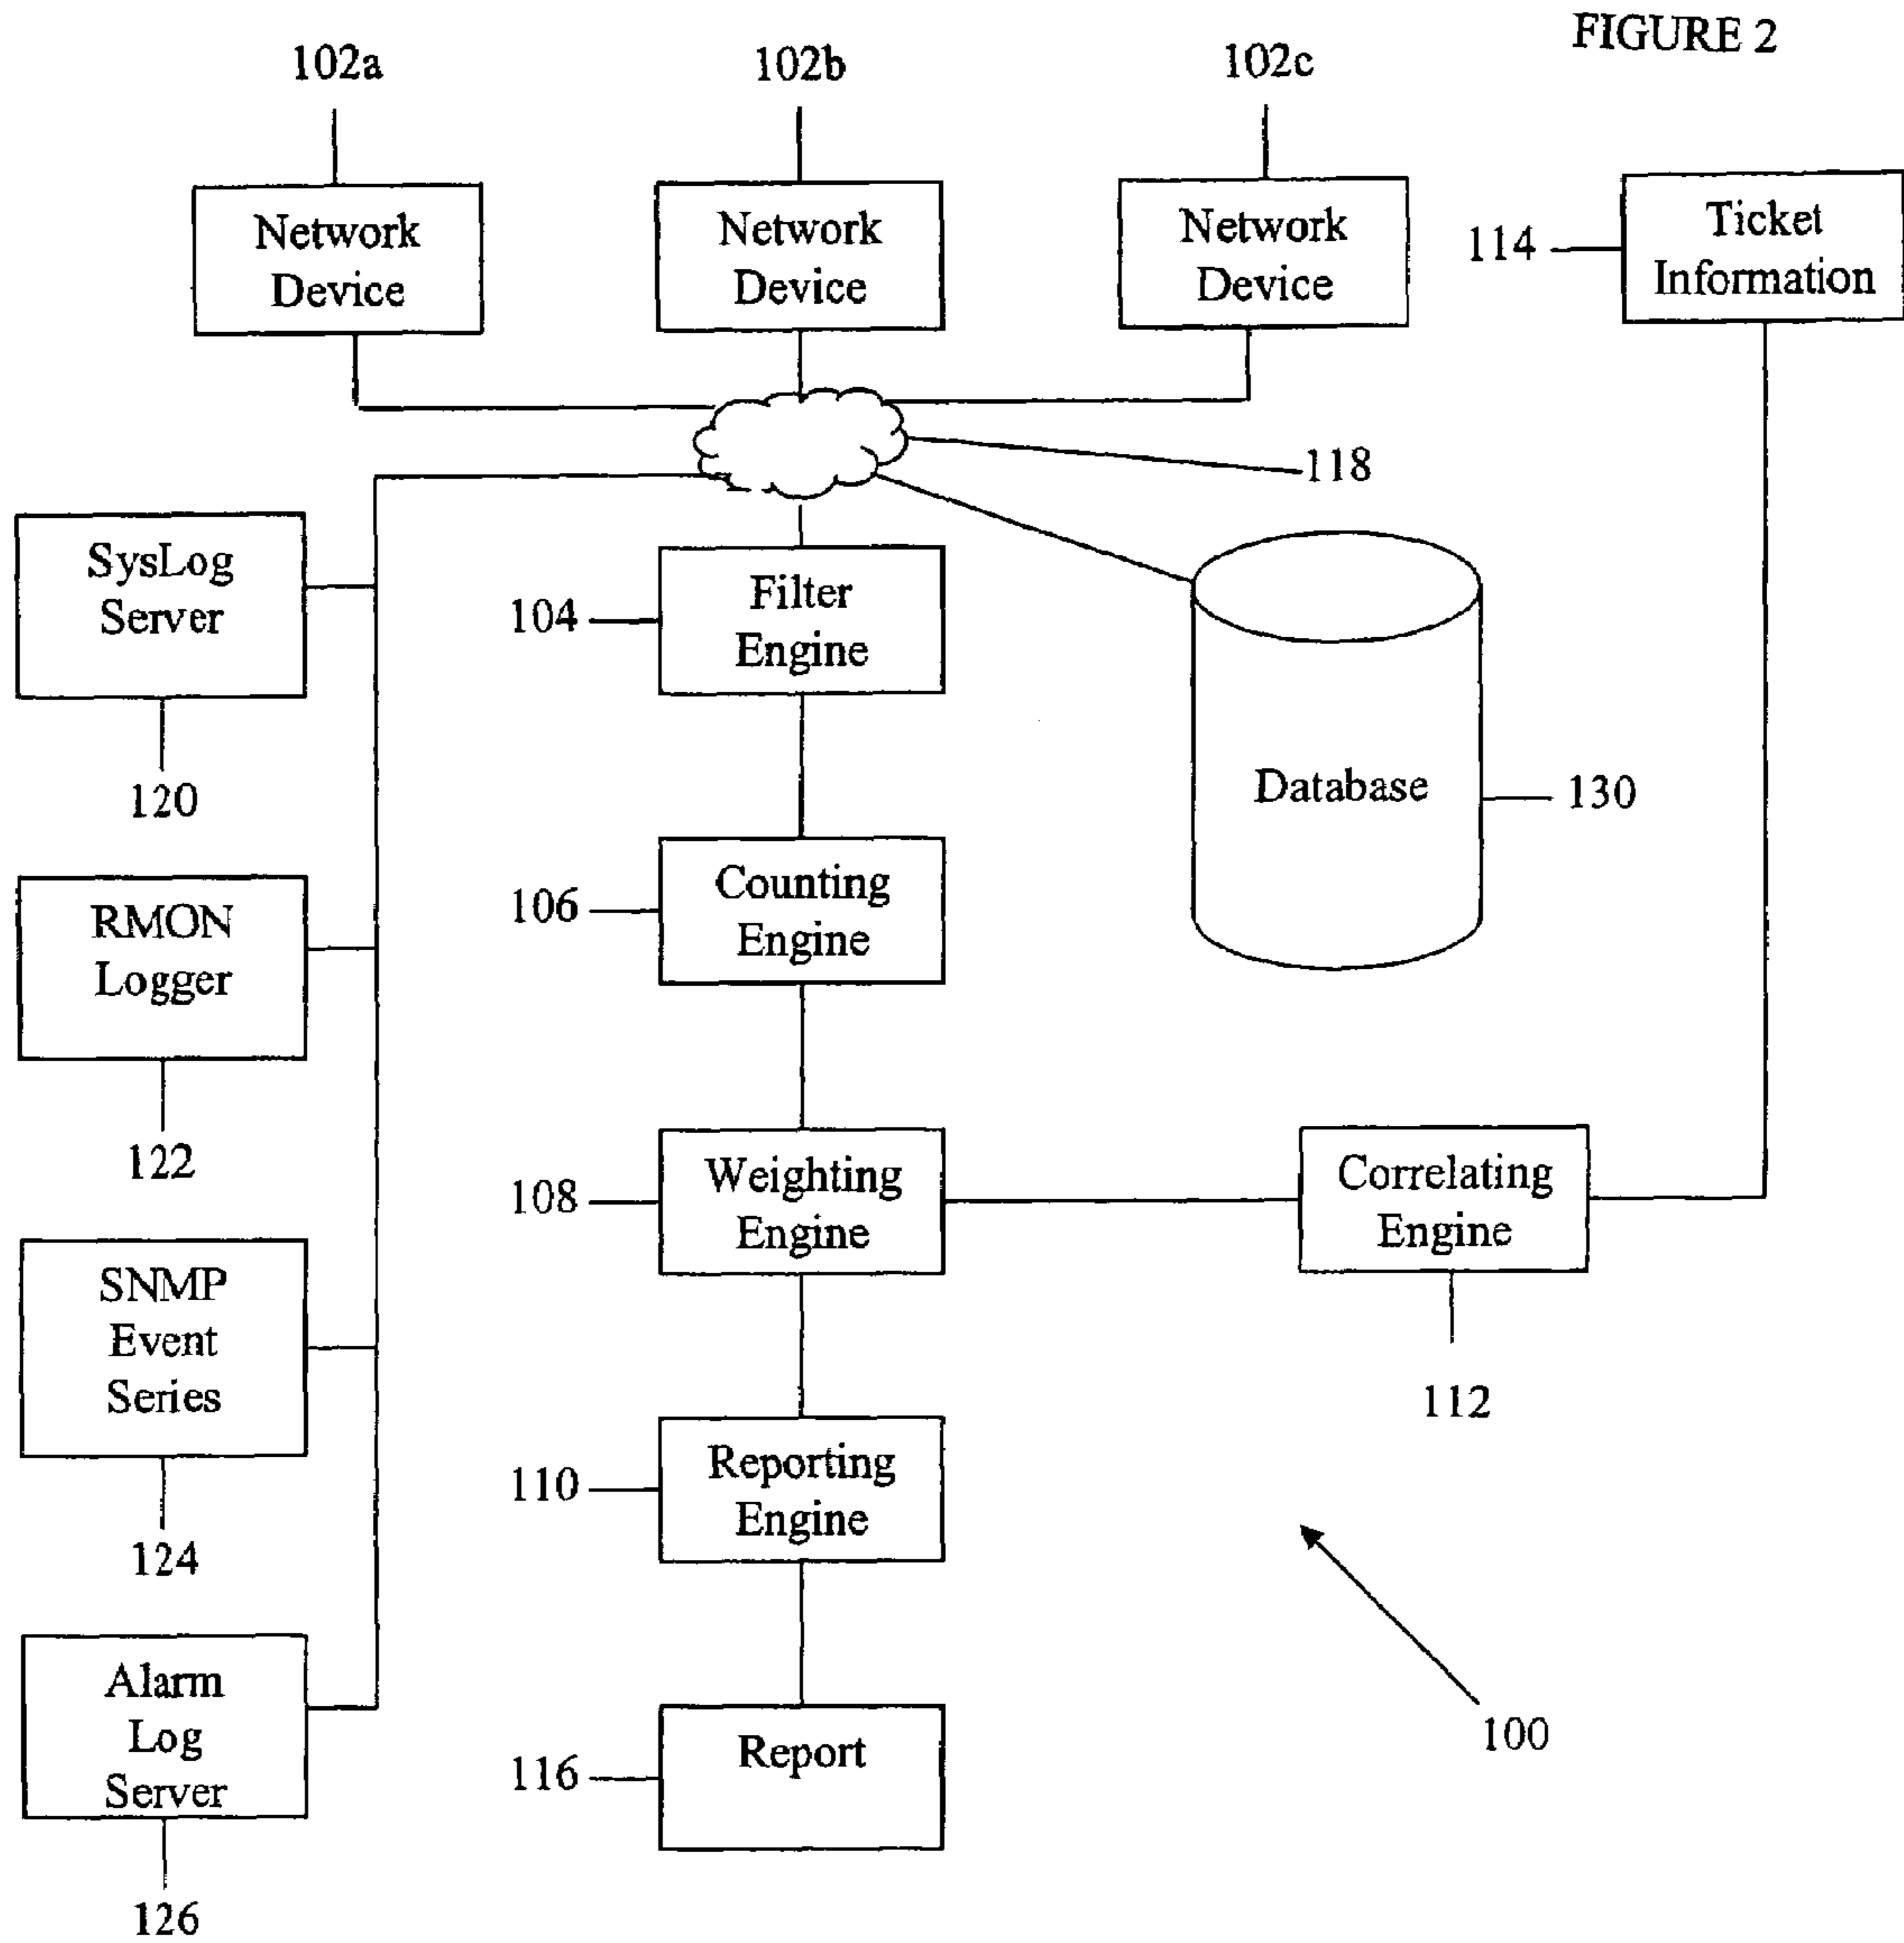 FIGURE 2
102a
102b
102c
Network
Device
Network
Device
Network
Device
114
Ticket
Information
118
SysLog
Server
120
104
Filter
Engine
Database
130
106
Counting
Engine
RMON
Logger
122
108
Weighting
Engine
Correlating
Engine
112
SNMP
Event
Series
124
110
Reporting
Engine
100
Alarm
Log
Server
126
116
Report